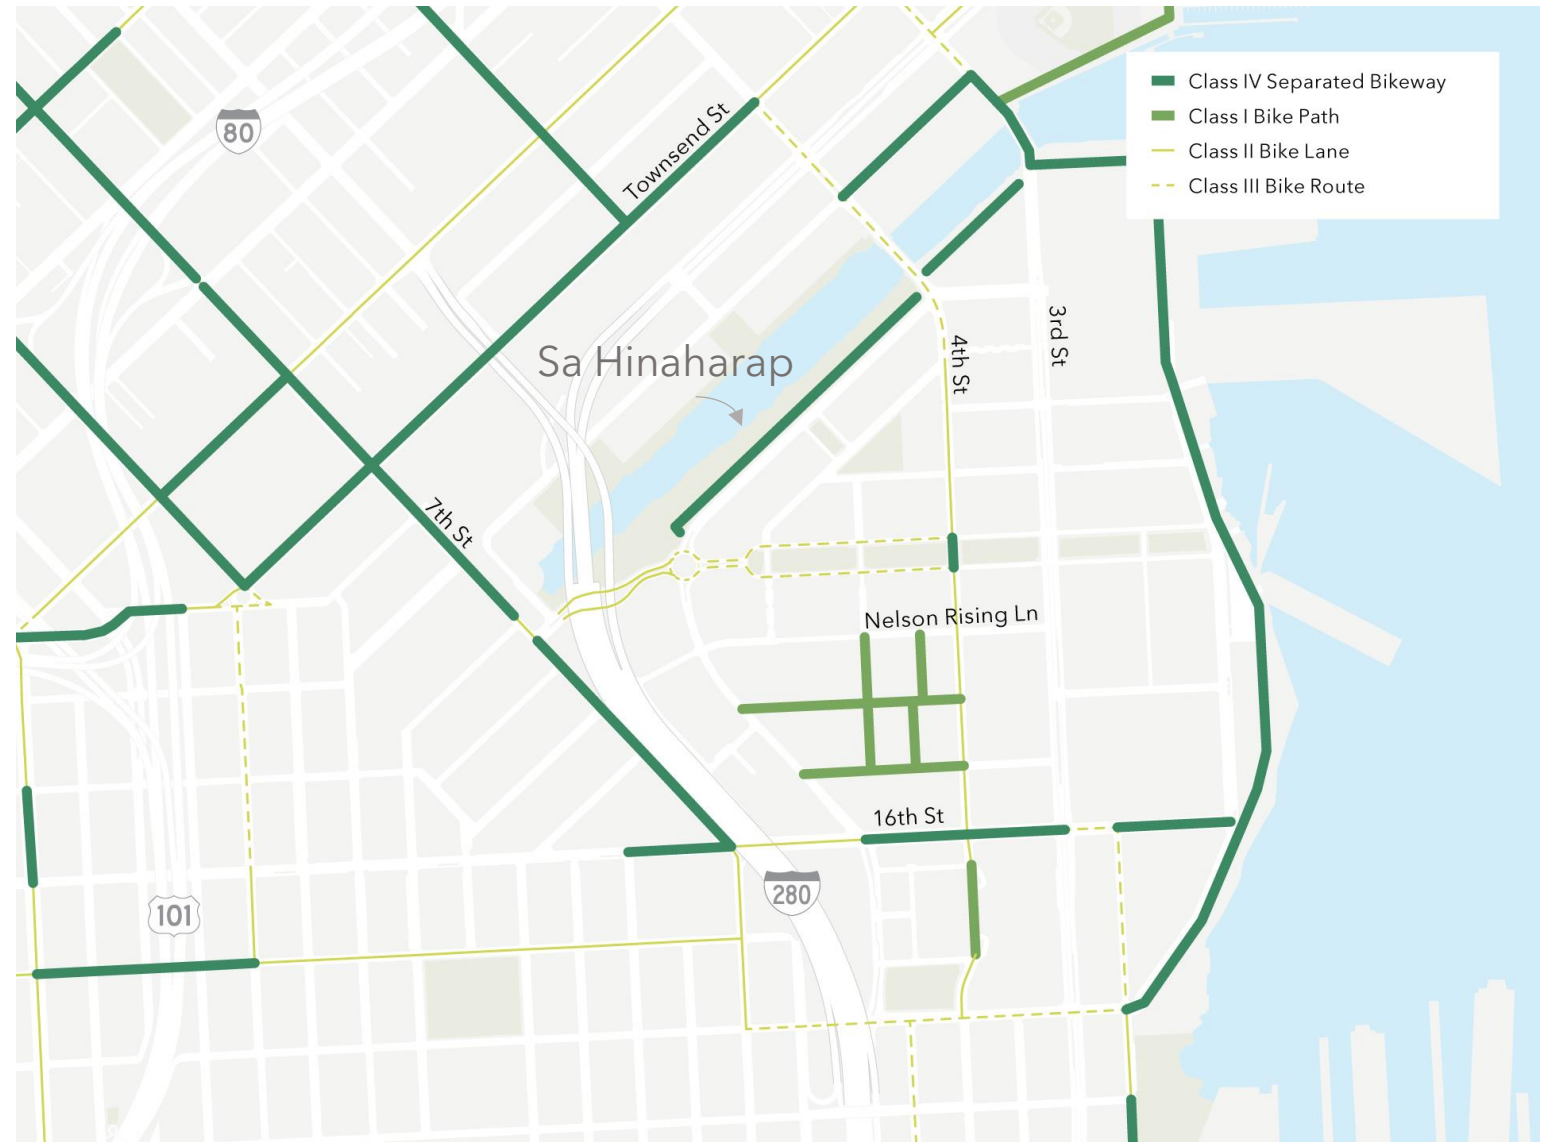 Class IV Separated Bikeway
Class I Bike Path
Class II Bike Lane
Class III Bike Route
80
Townsend St
3rd St
4th St
Sa Hinaharap
7th St
Nelson Rising Ln
16th St
280
101